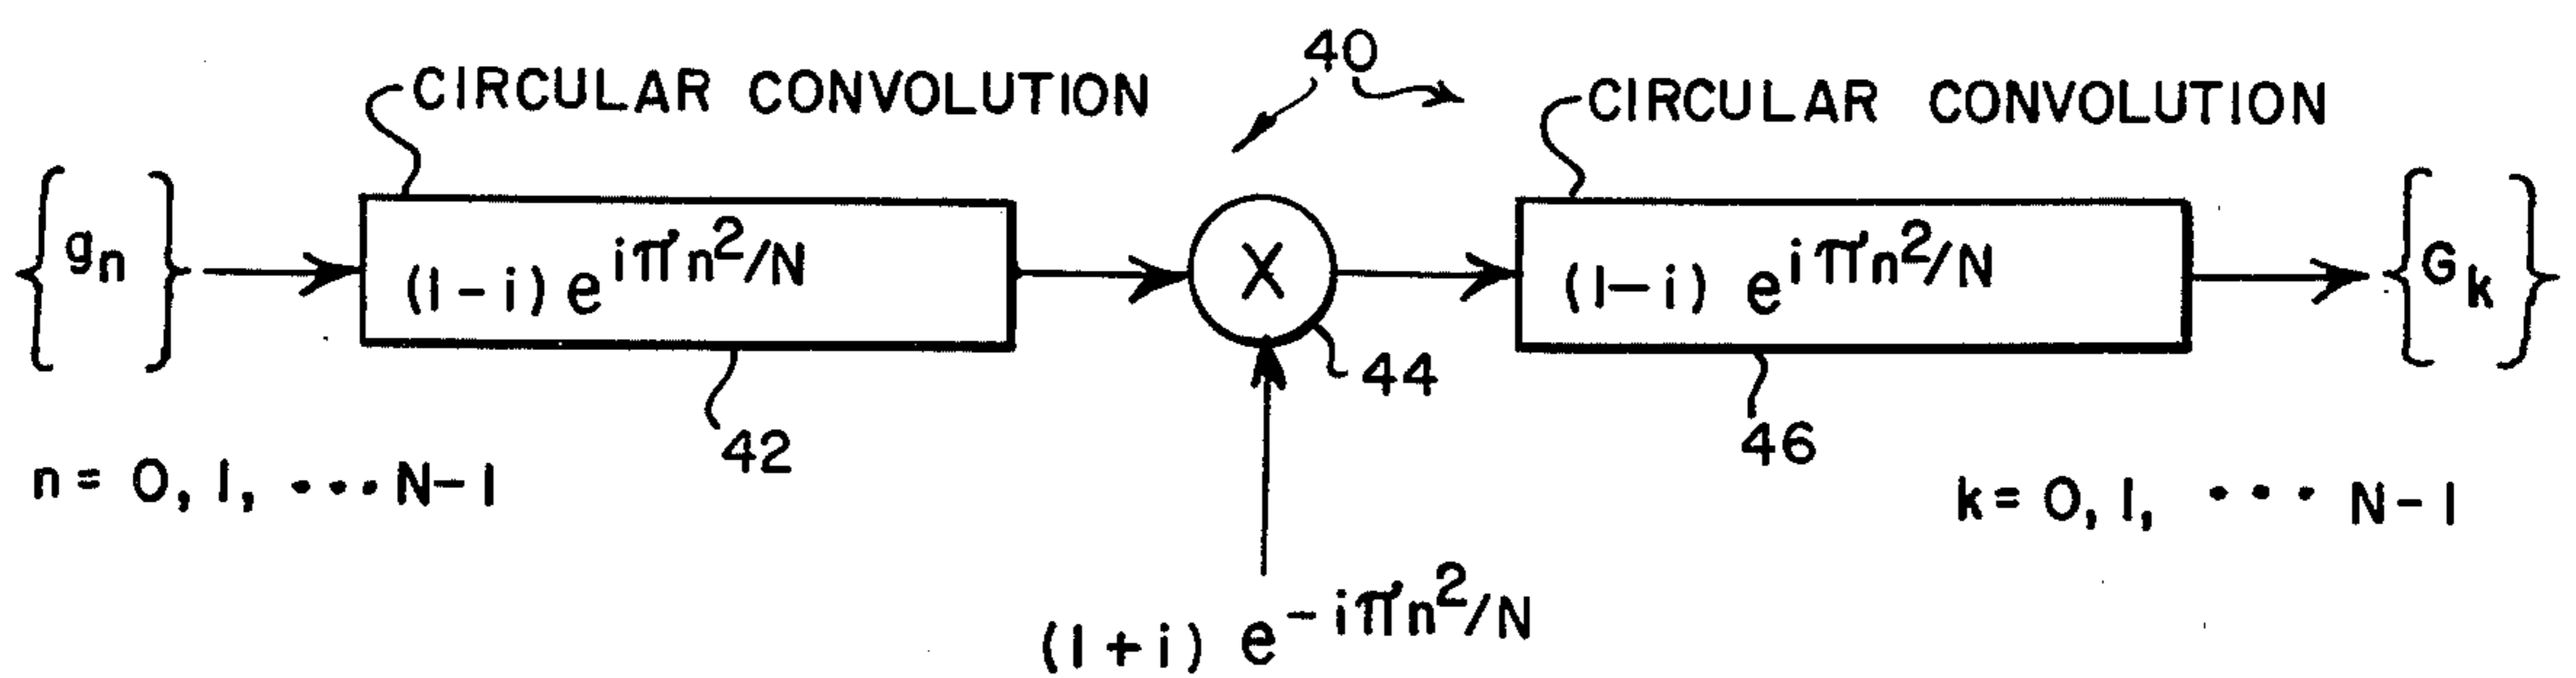 40
CIRCULAR CONVOLUTION
CIRCULAR CONVOLUTION
{gₙ}
(1-i) e^{iπn²/N}
X
(1-i) e^{iπn²/N}
{Gₖ}
44
42
46
n = 0, 1, ••• N-1
k = 0, 1, ••• N-1
(1+i) e^{-iπn²/N}